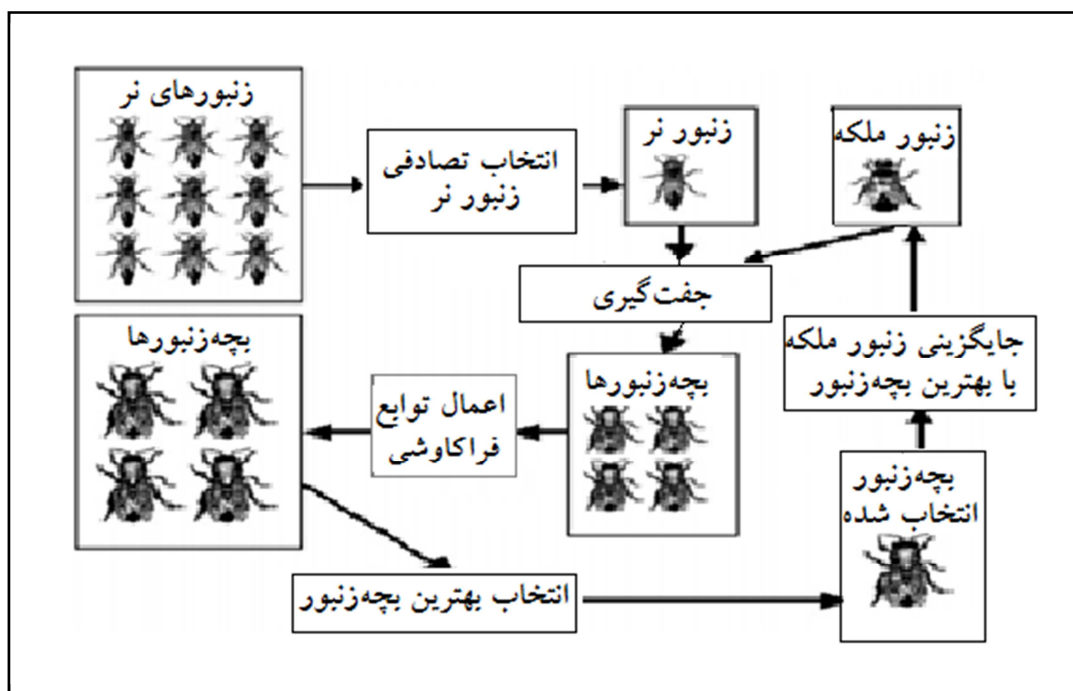 زنبورهای نر
انتخاب تصادفی
زنبور نر
زنبور نر
زنبور ملکه
جفت‌گیری
بچه‌زنبورها
اعمال توابع
فراکاوشی
بچه‌زنبورها
جایگزینی زنبور ملکه
با بهترین بچه‌زنبور
بچه‌زنبور
انتخاب شده
انتخاب بهترین بچه‌زنبور